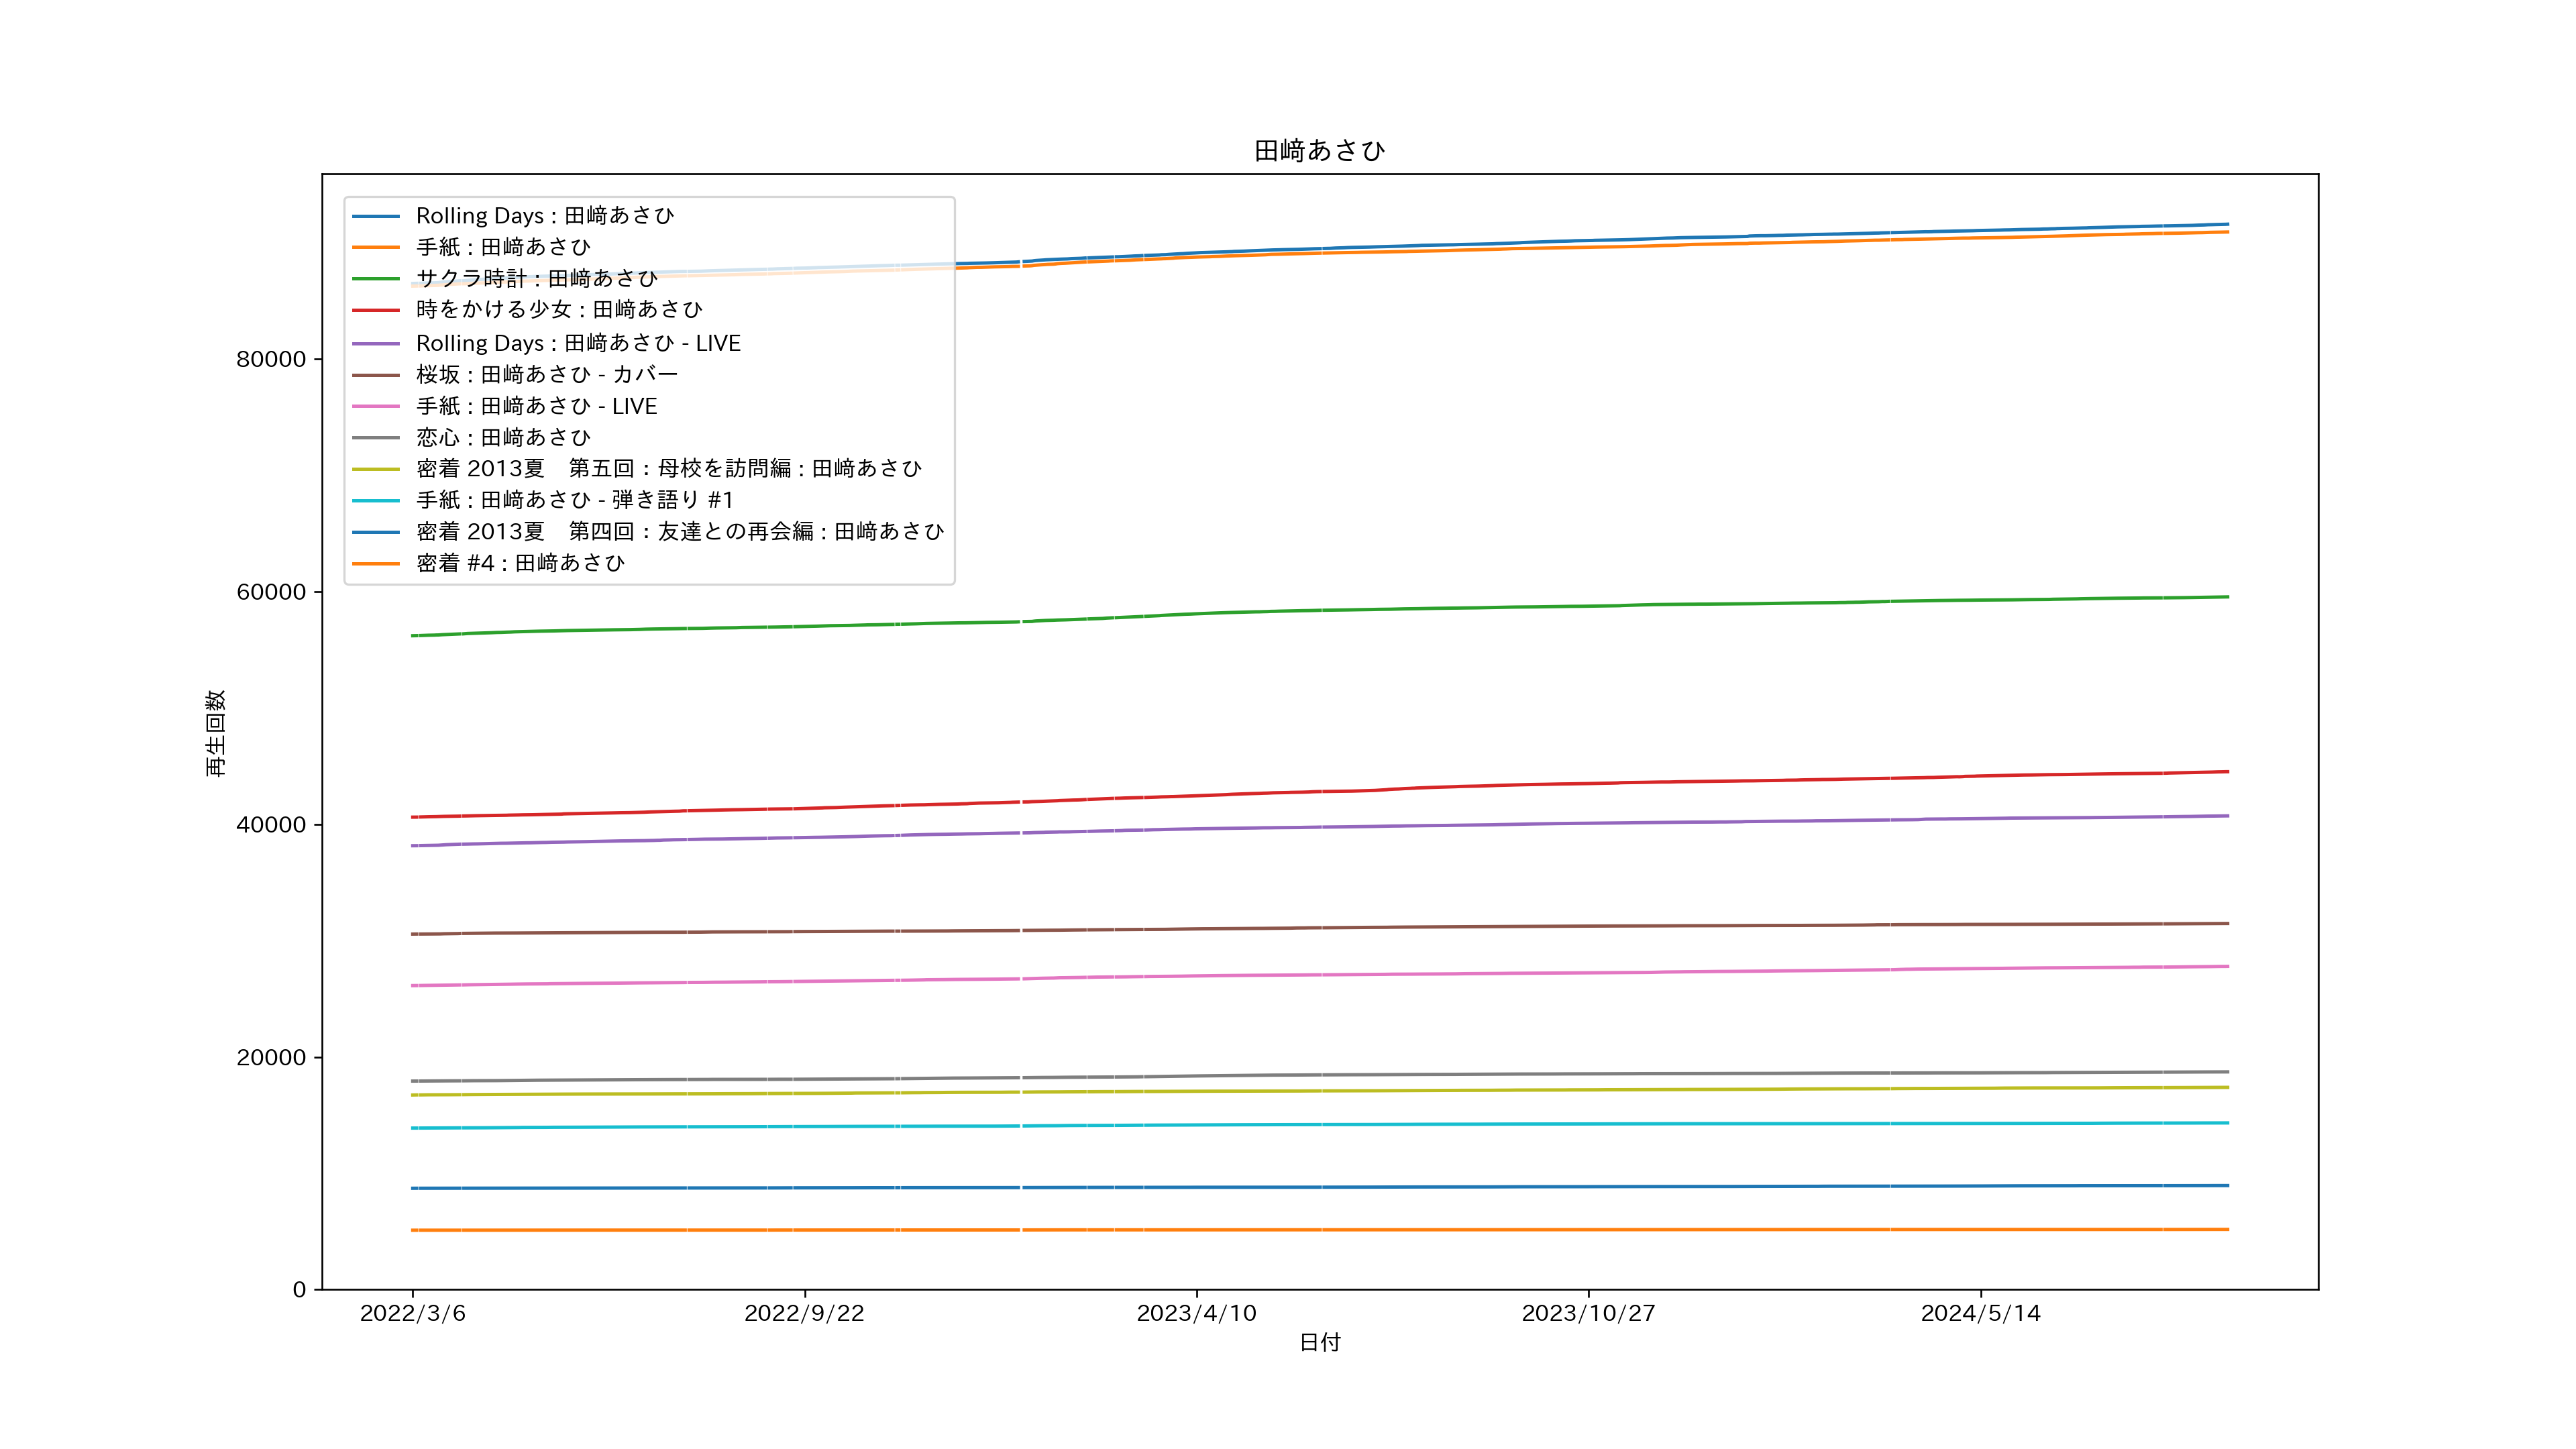 田﨑あさひ
Rolling Days : 田﨑あさひ
手紙 : 田﨑あさひ
サクラ時計 : 田﨑あさひ
時をかける少女 : 田﨑あさひ
Rolling Days : 田﨑あさひ - LIVE
桜坂 : 田﨑あさひ - カバー
手紙 : 田﨑あさひ - LIVE
恋心 : 田﨑あさひ
密着 2013夏　第五回：母校を訪問編 : 田﨑あさひ
手紙 : 田﨑あさひ - 弾き語り #1
密着 2013夏　第四回：友達との再会編 : 田﨑あさひ
密着 #4 : 田﨑あさひ
80000
60000
40000
20000
0
再生回数
2022/3/6
2022/9/22
2023/4/10
2023/10/27
2024/5/14
日付